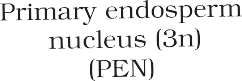 Primary endosperm
nucleus (3n)
(PEN)